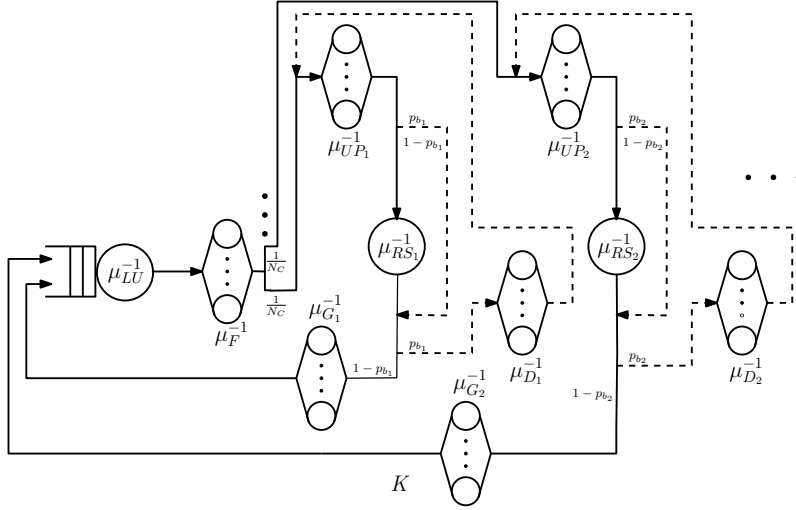 μ_{UP_1}^{-1}
μ_{UP_2}^{-1}
p_{b_1}
1 − p_{b_1}
p_{b_2}
1 − p_{b_2}
μ_{LU}^{-1}
μ_F^{-1}
\frac{1}{N_C}
\frac{1}{N_C}
μ_{RS_1}^{-1}
μ_{RS_2}^{-1}
μ_{G_1}^{-1}
p_{b_1}
1 − p_{b_1}
μ_{D_1}^{-1}
p_{b_2}
1 − p_{b_2}
μ_{D_2}^{-1}
μ_{G_2}^{-1}
K